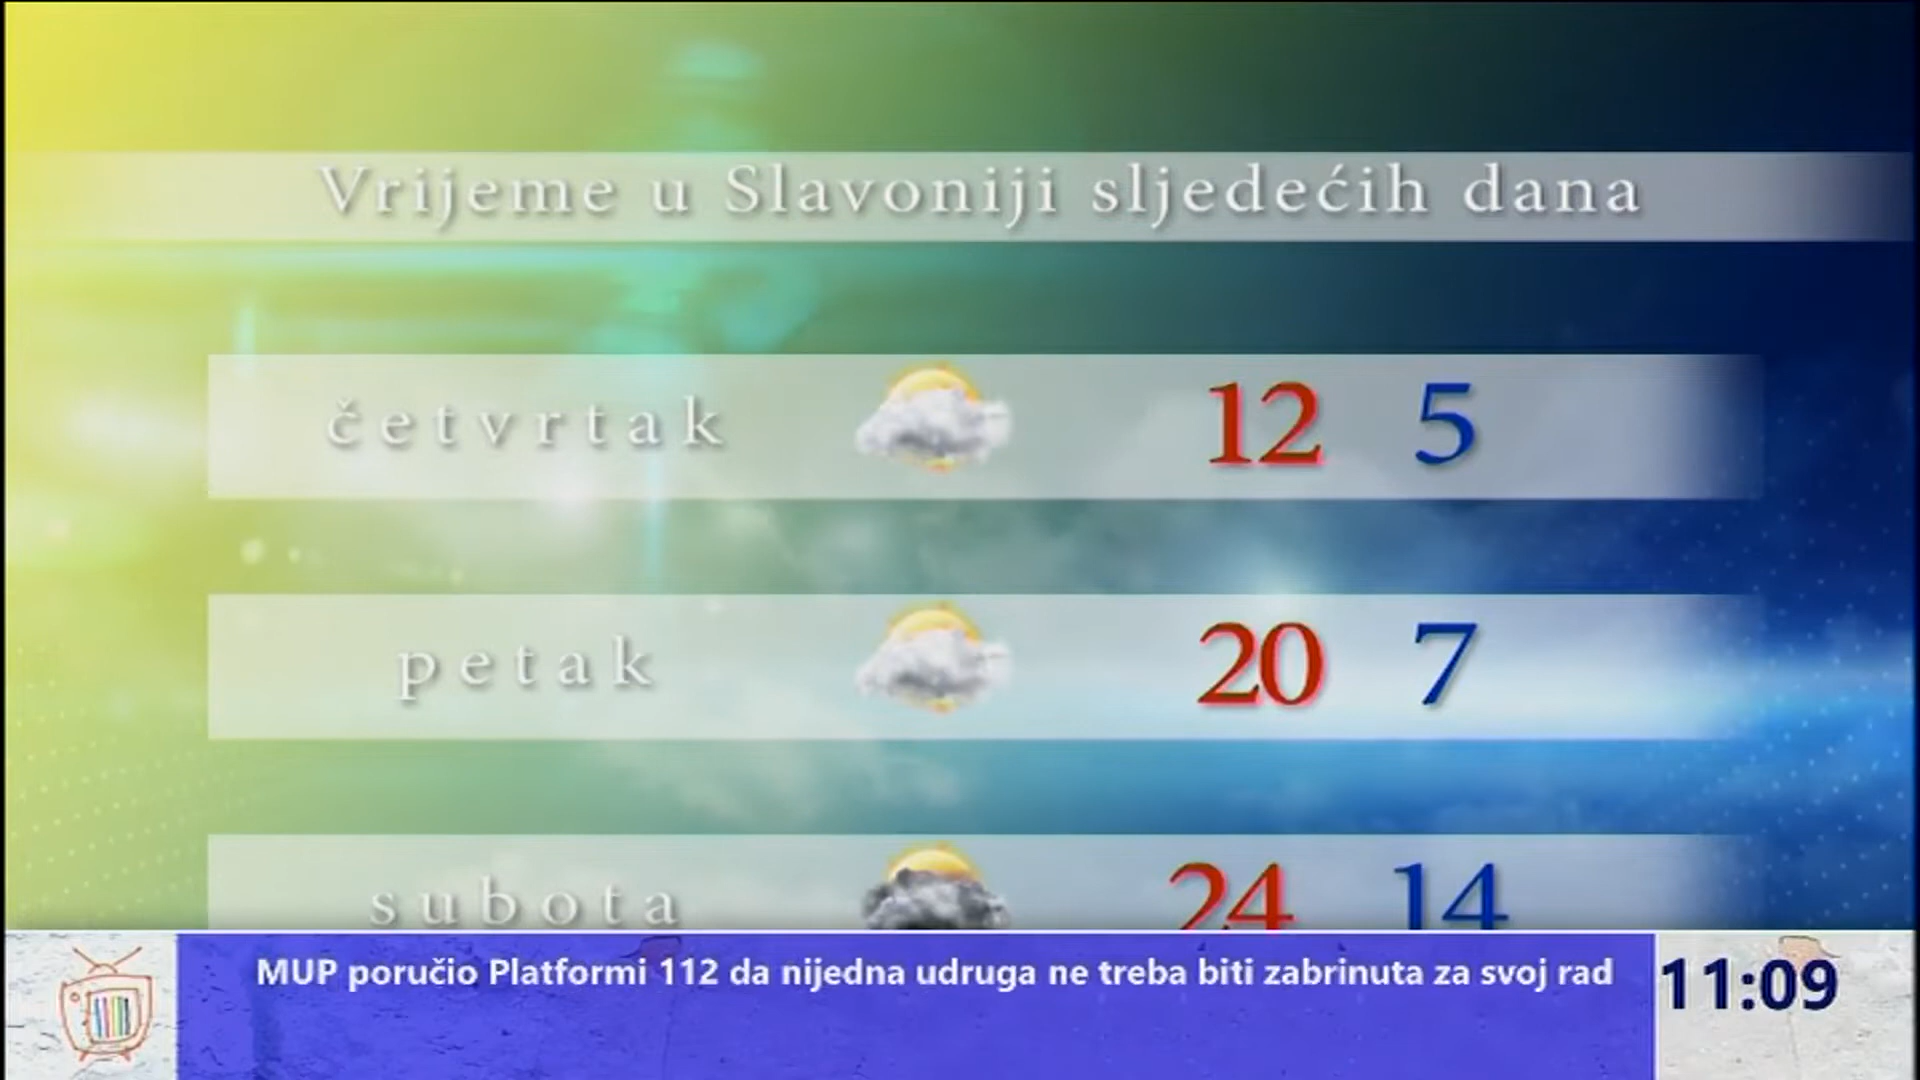 Vrijeme u Slavoniji sljedećih dana
četvrtak 12 5
petak 20 7
subota 24 14
MUP poručio Platformi 112 da nijedna udruga ne treba biti zabrinuta za svoj rad
11:09